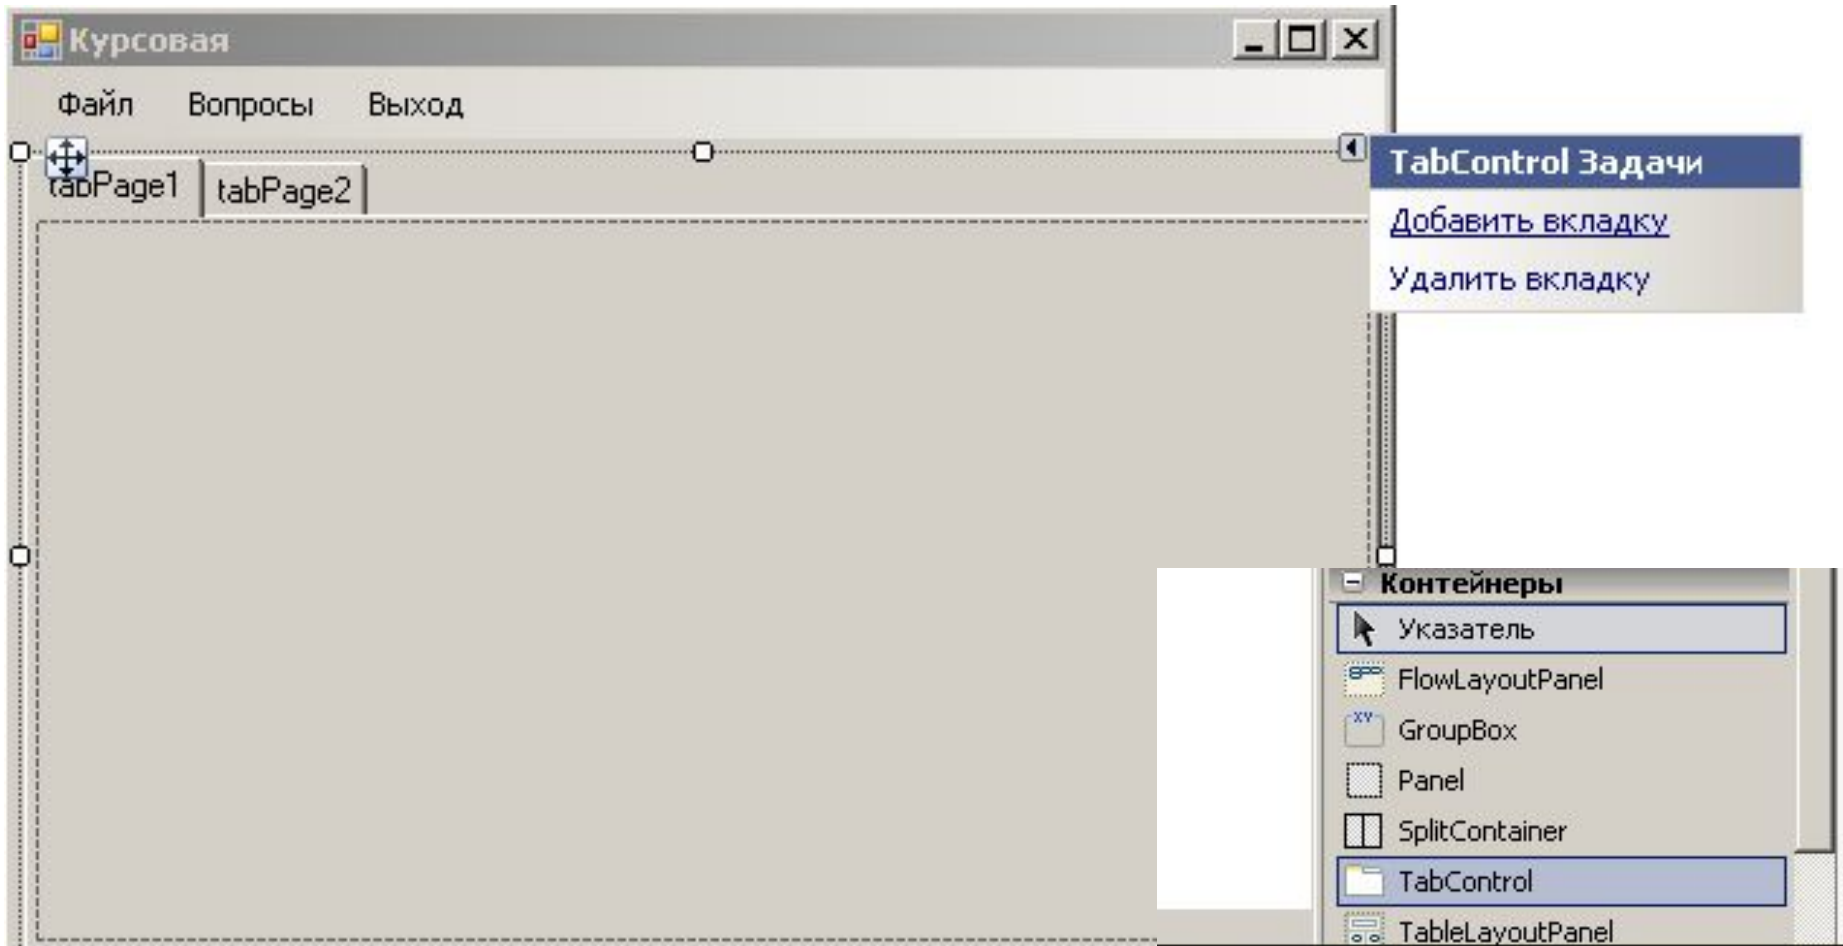 Курсовая
Файл Вопросы Выход
TabControl Задачи
tabPage1 tabPage2
Добавить вкладку
Удалить вкладку
Контейнеры
Указатель
FlowLayoutPanel
XY
GroupBox
Panel
SplitContainer
TabControl
TableLayoutPanel